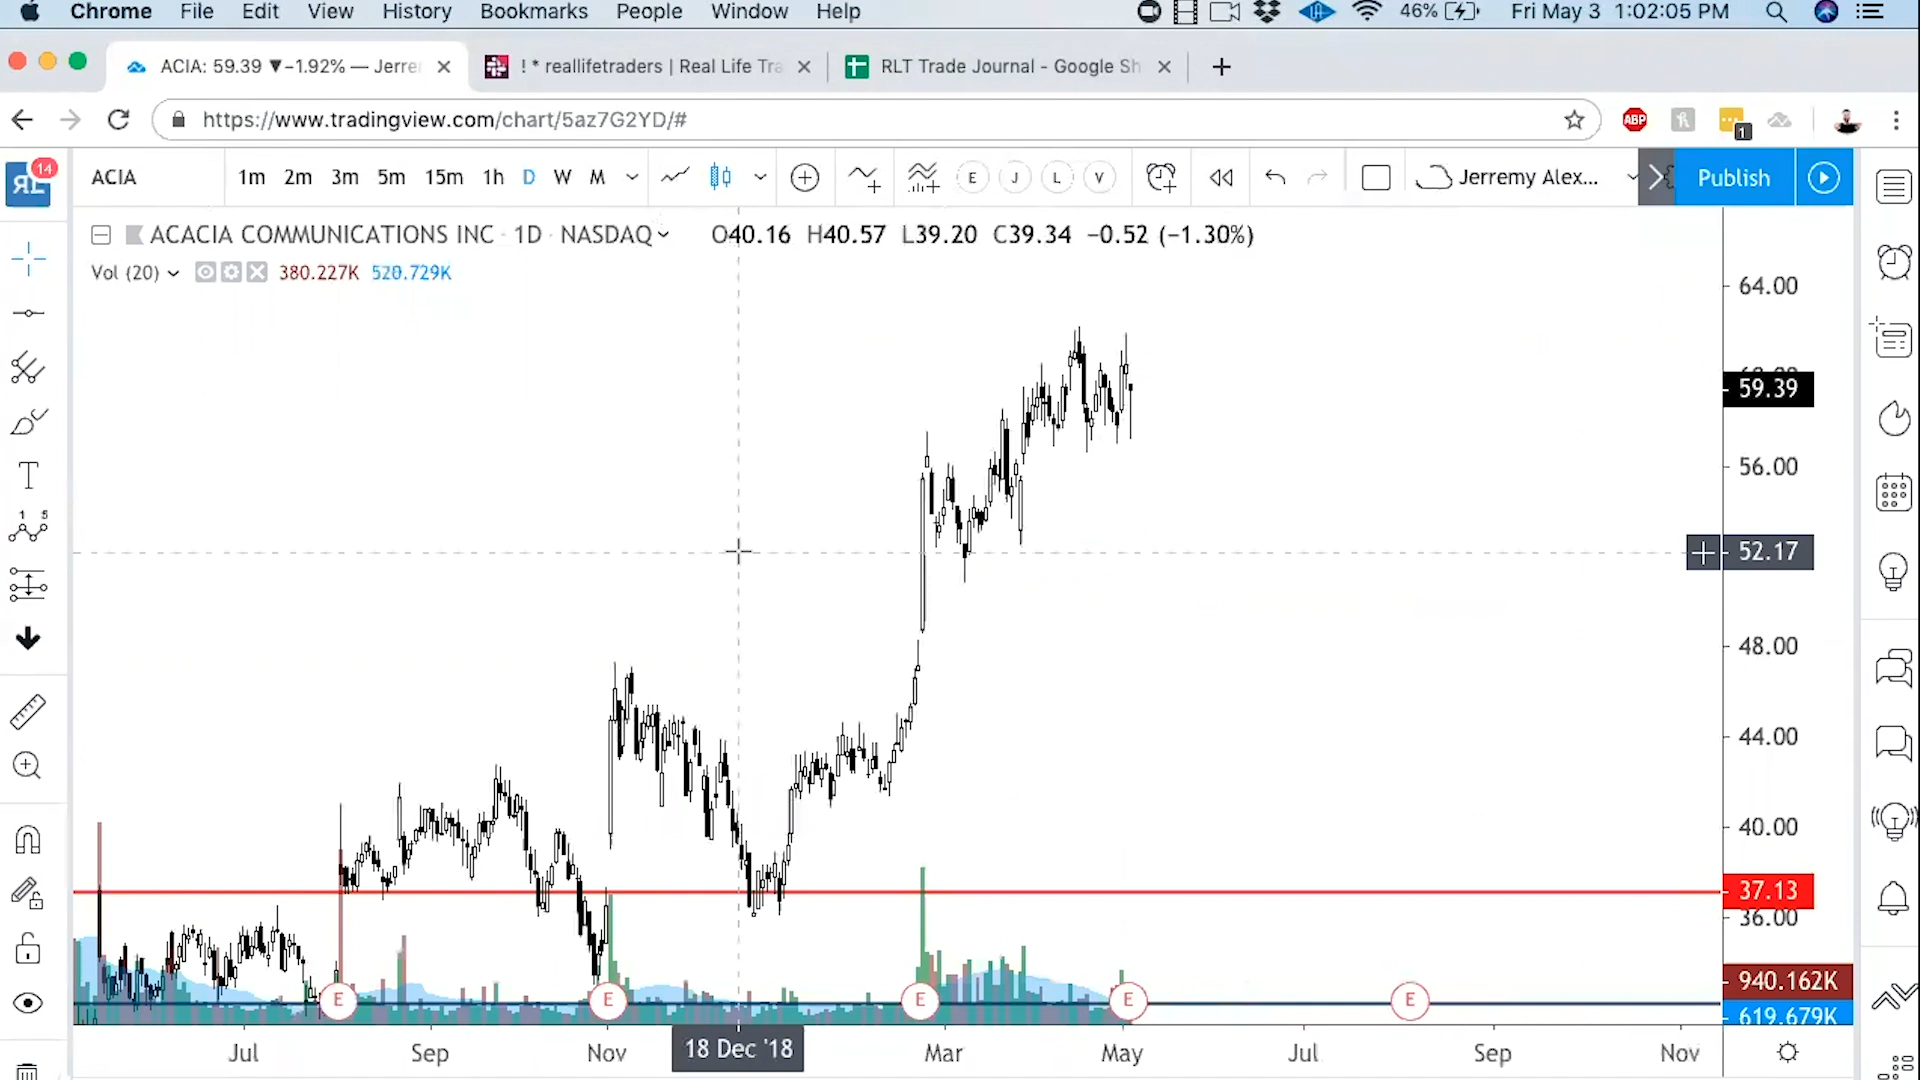 Chrome File Edit View History Bookmarks People Window Help 46% Fri May 3 1:02:05 PM
ACIA: 59.39 ▼−1.92% — Jerre ! * reallifetraders | Real Life Tra RLT Trade Journal - Google Sh
https://www.tradingview.com/chart/5az7G2YD/#
ABP 1
14
ACIA 1m 2m 3m 5m 15m 1h D W M E J L V Jerremy Alex... Publish
ACACIA COMMUNICATIONS INC · 1D · NASDAQ O40.16 H40.57 L39.20 C39.34 −0.52 (−1.30%)
Vol (20) 380.227K 520.729K
64.00
59.39
56.00
52.17
48.00
44.00
40.00
37.13
36.00
940.162K
E E E E E
619.679K
Jul Sep Nov 18 Dec '18 Mar May Jul Sep Nov